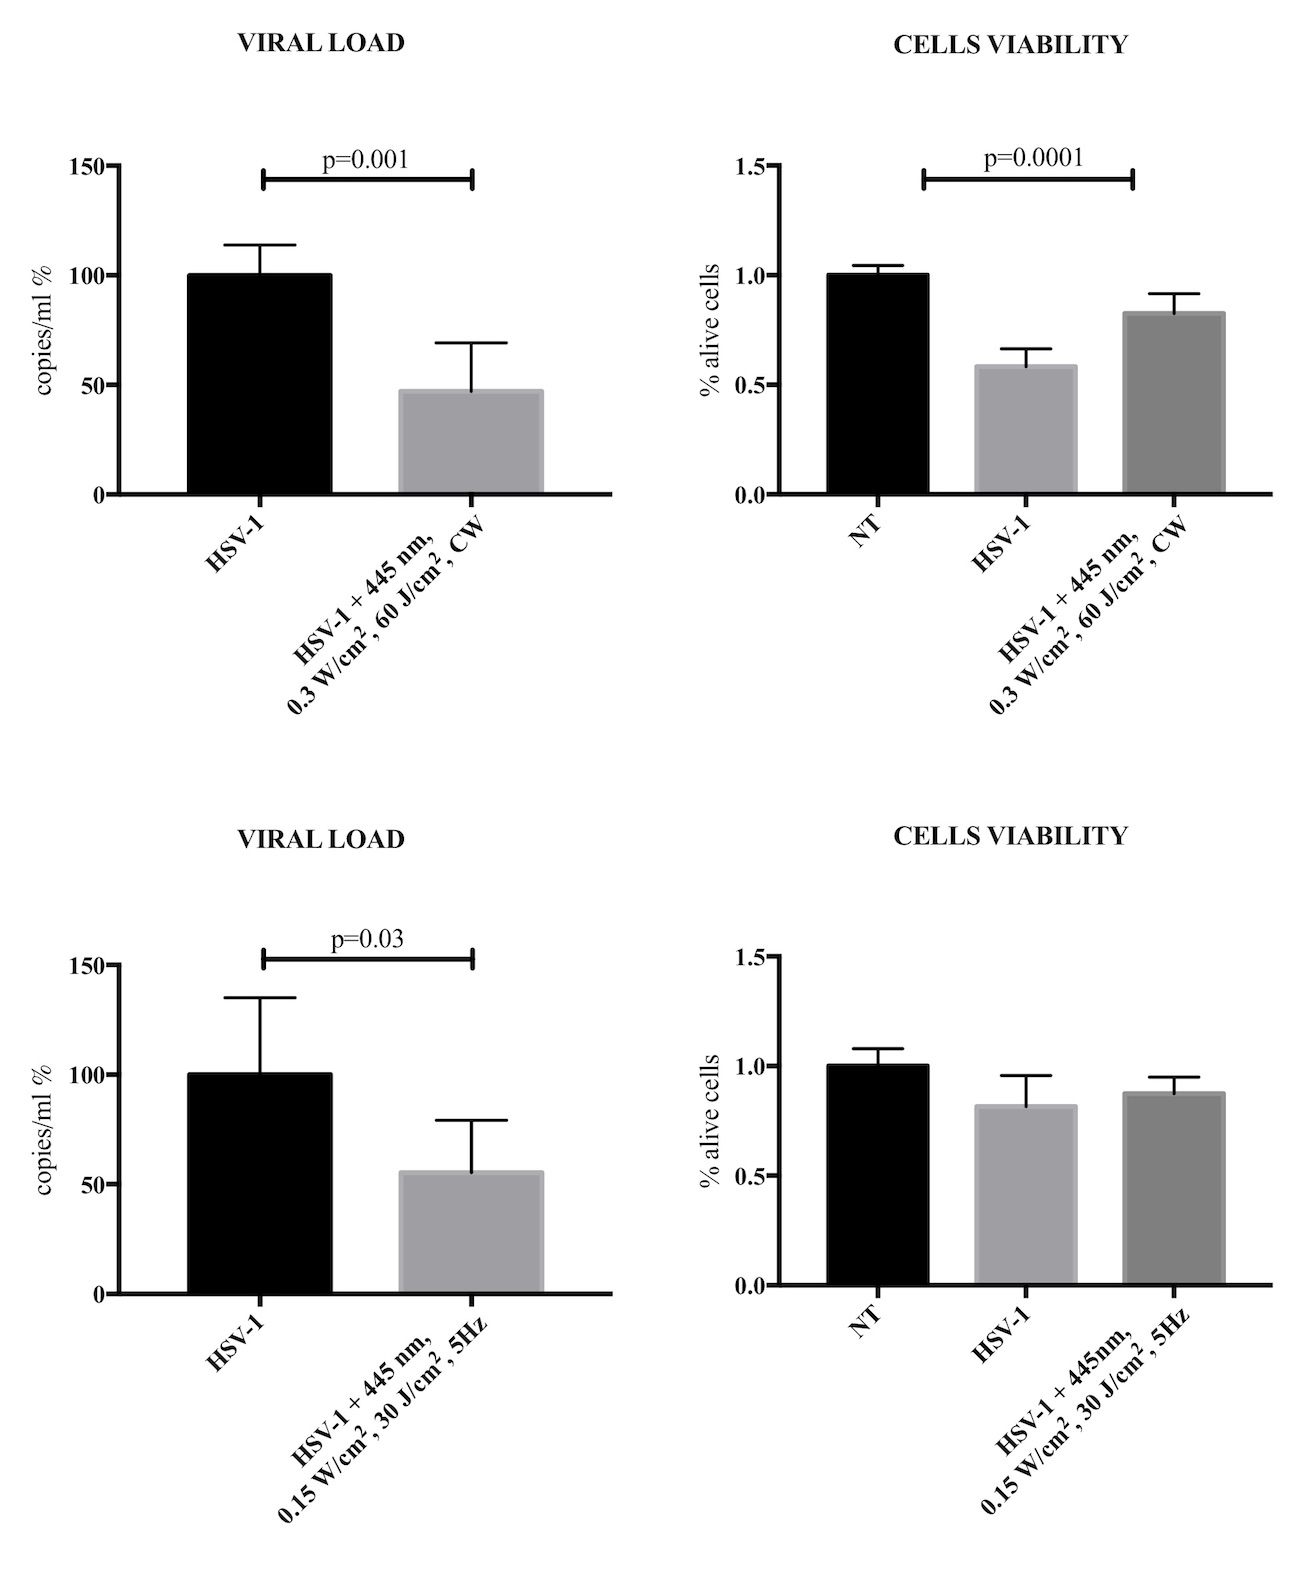 VIRAL LOAD
p=0.001
copies/ml %
150
100
50
0
HSV-1
HSV-1 + 445 nm,
0.3 W/cm², 60 J/cm², CW
CELLS VIABILITY
p=0.0001
% alive cells
1.5
1.0
0.5
0.0
NT
HSV-1
HSV-1 + 445 nm,
0.3 W/cm², 60 J/cm², CW
VIRAL LOAD
p=0.03
copies/ml %
150
100
50
0
HSV-1
HSV-1 + 445 nm,
0.15 W/cm², 30 J/cm², 5Hz
CELLS VIABILITY
% alive cells
1.5
1.0
0.5
0.0
NT
HSV-1
HSV-1 + 445nm,
0.15 W/cm², 30 J/cm², 5Hz